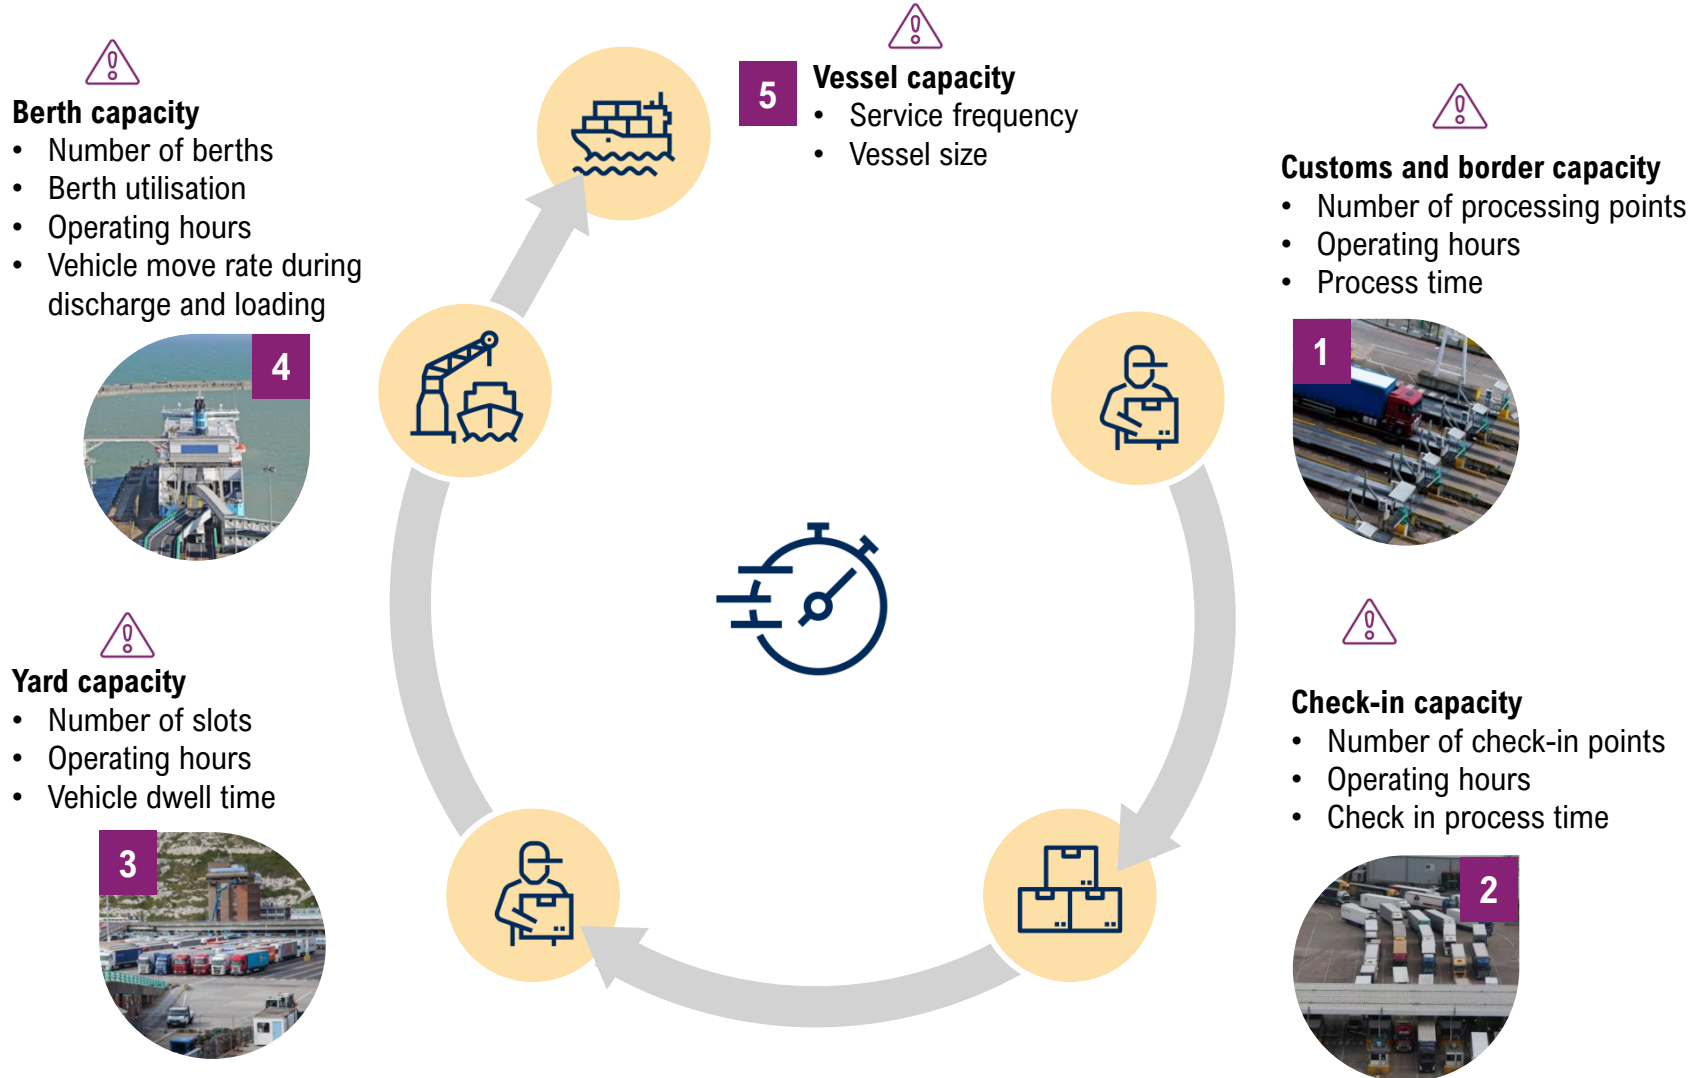 Berth capacity
• Number of berths
• Berth utilisation
• Operating hours
• Vehicle move rate during
discharge and loading
4
5
Vessel capacity
• Service frequency
• Vessel size
Customs and border capacity
• Number of processing points
• Operating hours
• Process time
1
Yard capacity
• Number of slots
• Operating hours
• Vehicle dwell time
3
Check-in capacity
• Number of check-in points
• Operating hours
• Check in process time
2